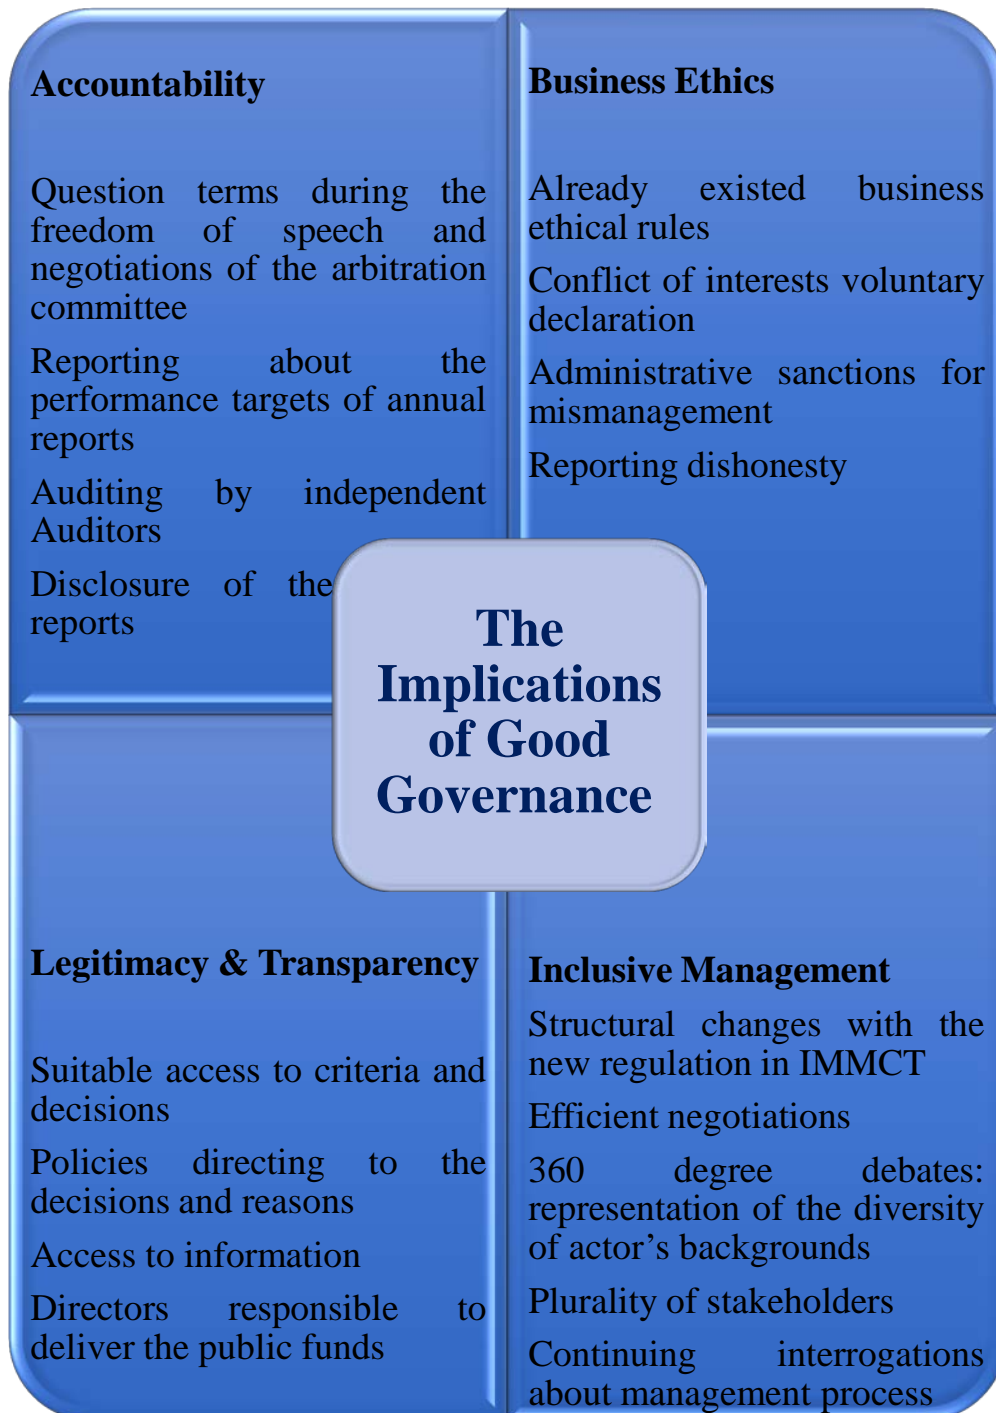 Accountability
Question terms during the
freedom of speech and
negotiations of the arbitration
committee
Reporting about the
performance targets of annual
reports
Auditing by independent
Auditors
Disclosure of the
reports
Business Ethics
Already existed business
ethical rules
Conflict of interests voluntary
declaration
Administrative sanctions for
mismanagement
Reporting dishonesty
The
Implications
of Good
Governance
Legitimacy & Transparency
Suitable access to criteria and
decisions
Policies directing to the
decisions and reasons
Access to information
Directors responsible to
deliver the public funds
Inclusive Management
Structural changes with the
new regulation in IMMCT
Efficient negotiations
360 degree debates:
representation of the diversity
of actor’s backgrounds
Plurality of stakeholders
Continuing interrogations
about management process